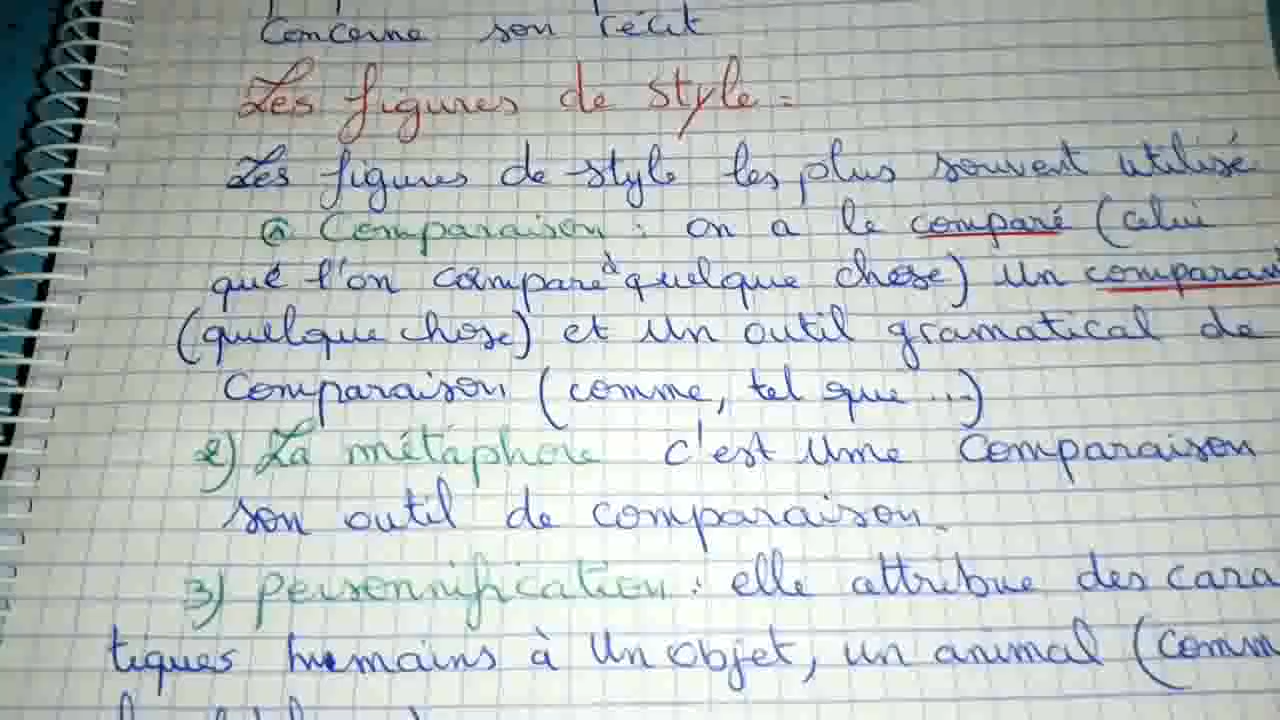 Concerne son récit
Les figures de style :
Les figures de style les plus souvent utilisé
a Comparaison : on a le comparé (celui
que l'on compare à quelque chose) un comparant
(quelque chose) et un outil gramatical de
Comparaison (comme, tel que ...)
2) La métaphore c'est une Comparaison
son outil de comparaison.
3) personnification : elle attribue des cara
tiques humains à un objet, un animal (comm